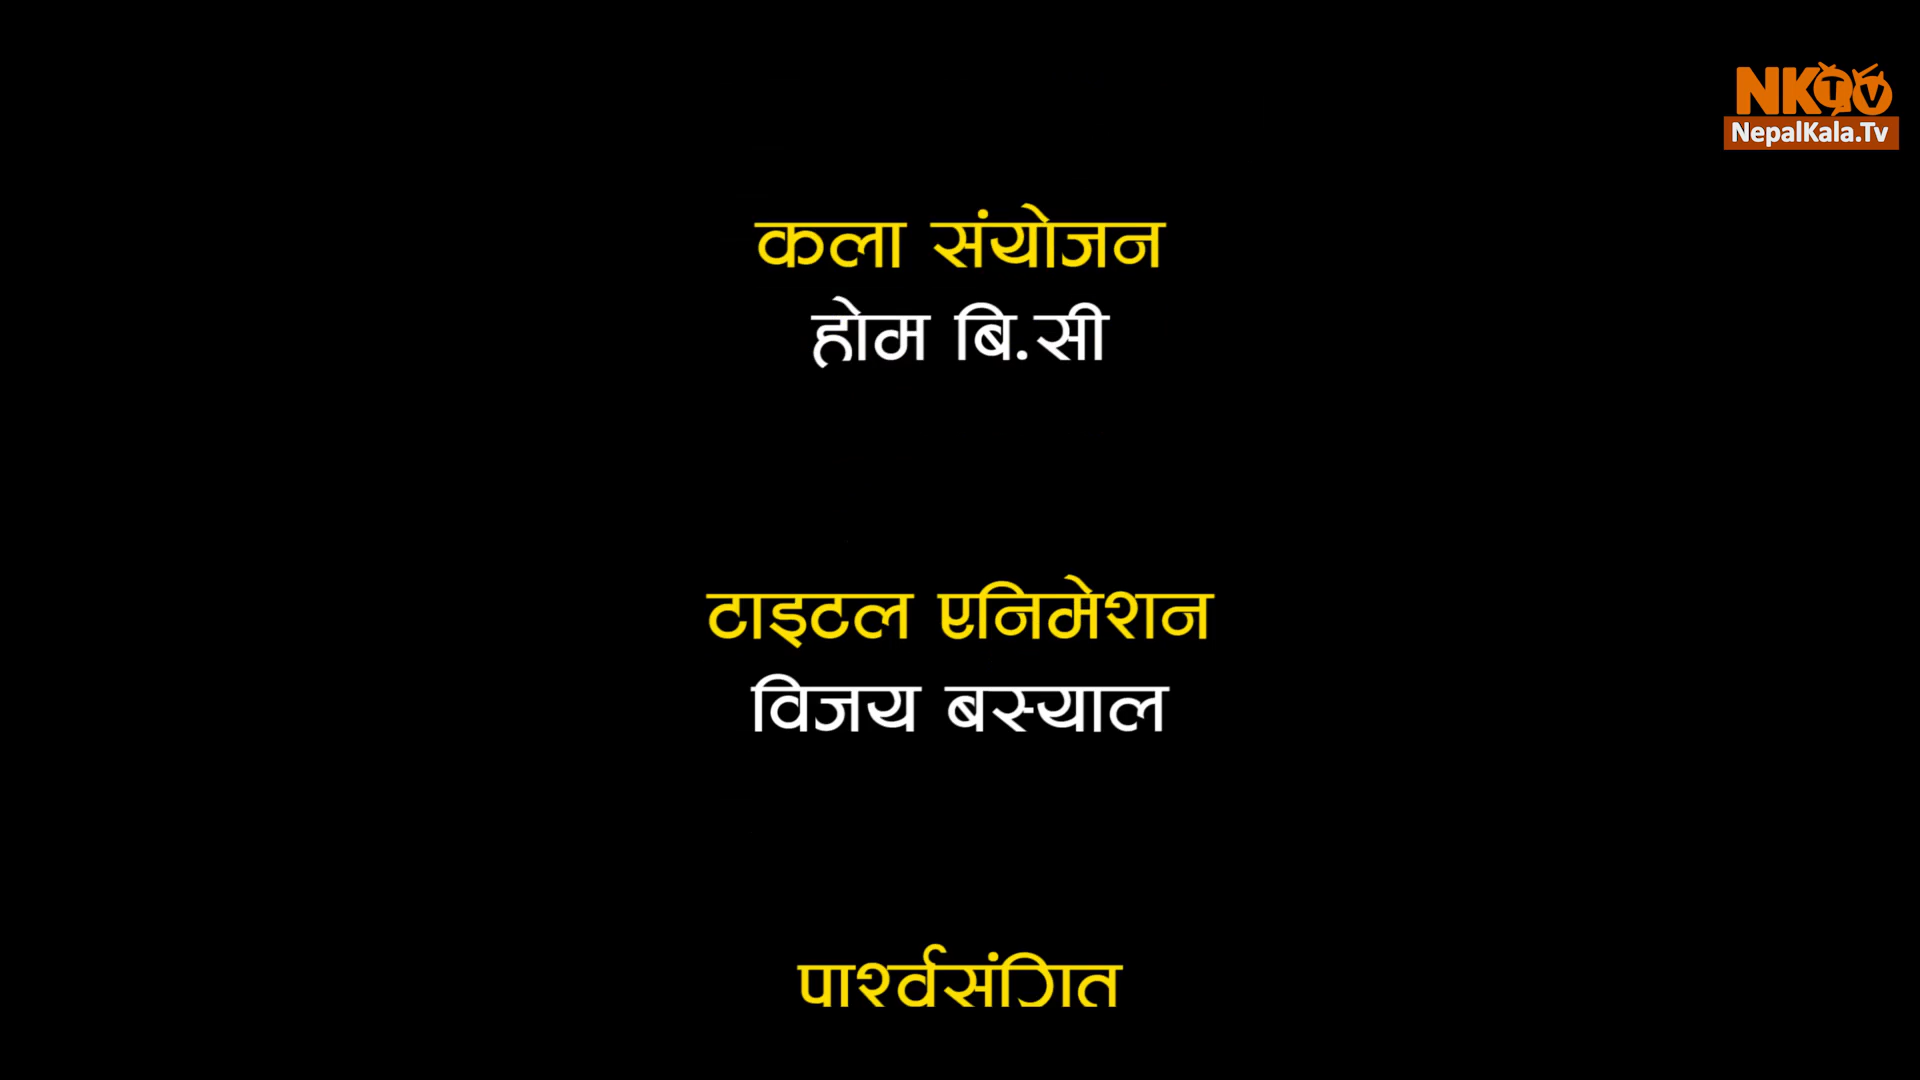 NKTV
NepalKala.Tv
कला संयोजन
होम बि.सी
टाइटल एनिमेशन
विजय बस्याल
पार्श्वसंगित